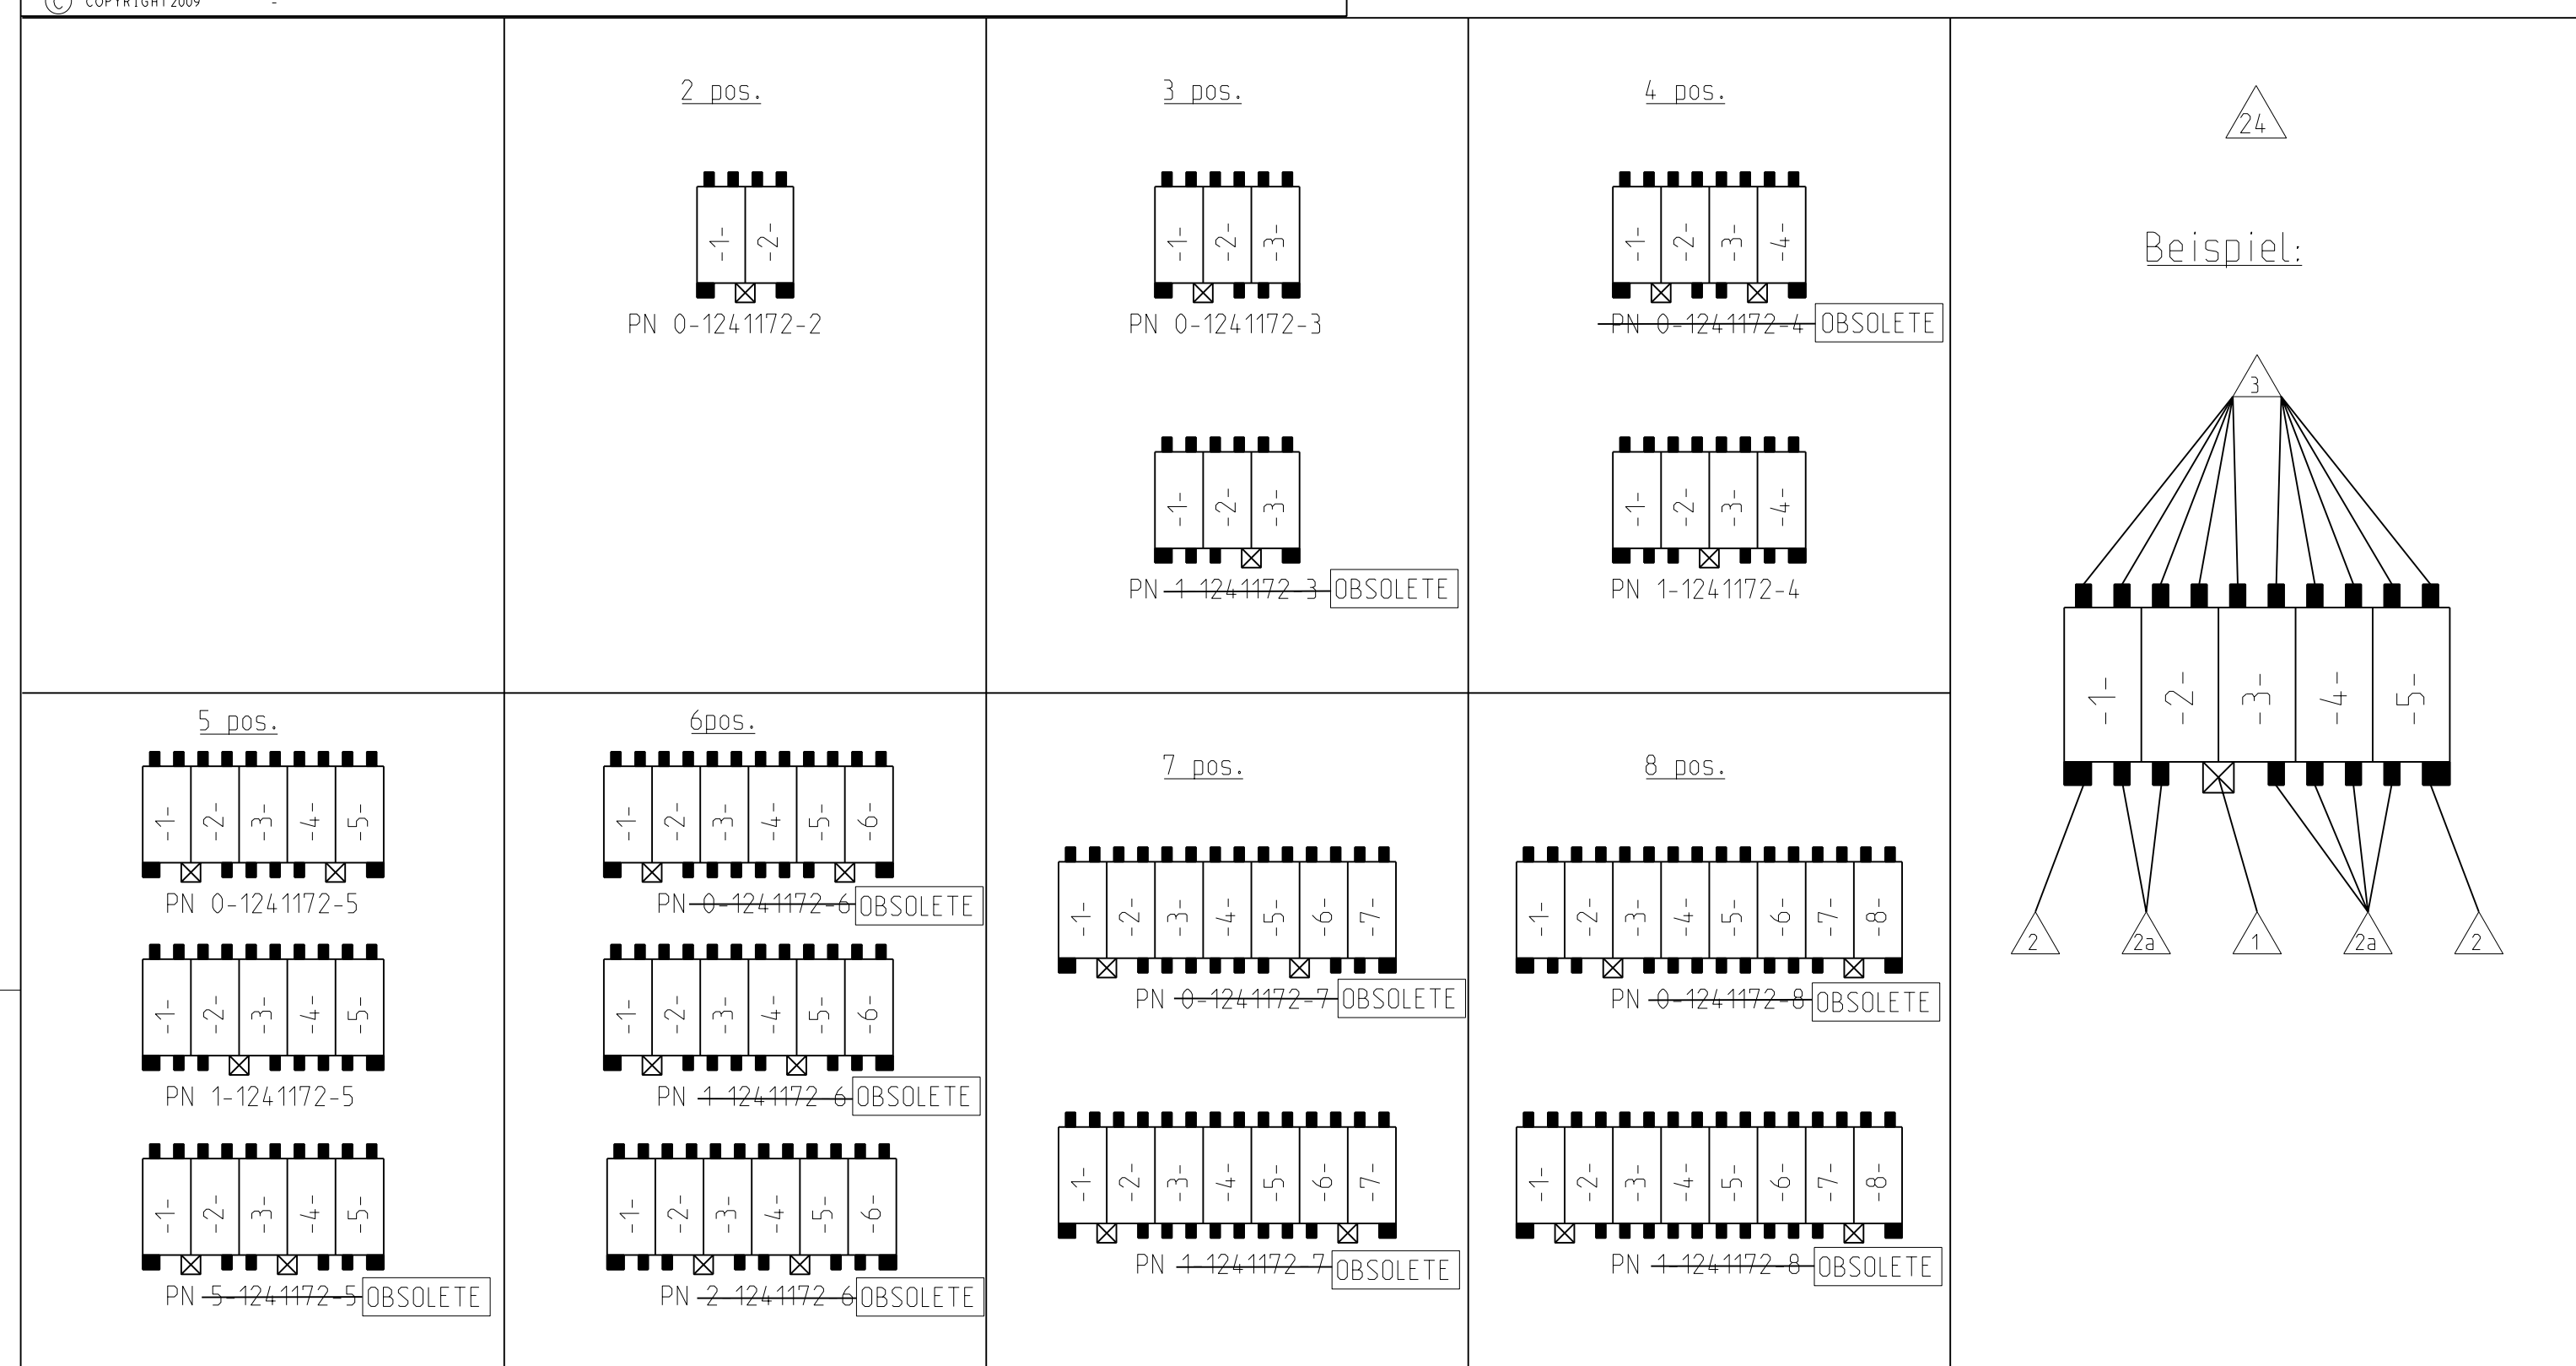 © COPYRIGHT2009 -
2 pos.
-1- -2-
PN 0-1241172-2
3 pos.
-1- -2- -3-
PN 0-1241172-3
-1- -2- -3-
PN 1-1241172-3 OBSOLETE
4 pos.
-1- -2- -3- -4-
PN 0-1241172-4 OBSOLETE
-1- -2- -3- -4-
PN 1-1241172-4
5 pos.
-1- -2- -3- -4- -5-
PN 0-1241172-5
-1- -2- -3- -4- -5-
PN 1-1241172-5
-1- -2- -3- -4- -5-
PN 5-1241172-5 OBSOLETE
6pos.
-1- -2- -3- -4- -5- -6-
PN 0-1241172-6 OBSOLETE
-1- -2- -3- -4- -5- -6-
PN 1-1241172-6 OBSOLETE
-1- -2- -3- -4- -5- -6-
PN 2-1241172-6 OBSOLETE
7 pos.
-1- -2- -3- -4- -5- -6- -7-
PN 0-1241172-7 OBSOLETE
-1- -2- -3- -4- -5- -6- -7-
PN 1-1241172-7 OBSOLETE
8 pos.
-1- -2- -3- -4- -5- -6- -7- -8-
PN 0-1241172-8 OBSOLETE
-1- -2- -3- -4- -5- -6- -7- -8-
PN 1-1241172-8 OBSOLETE
24
Beispiel:
3
-1- -2- -3- -4- -5-
2 2a 1 2a 2